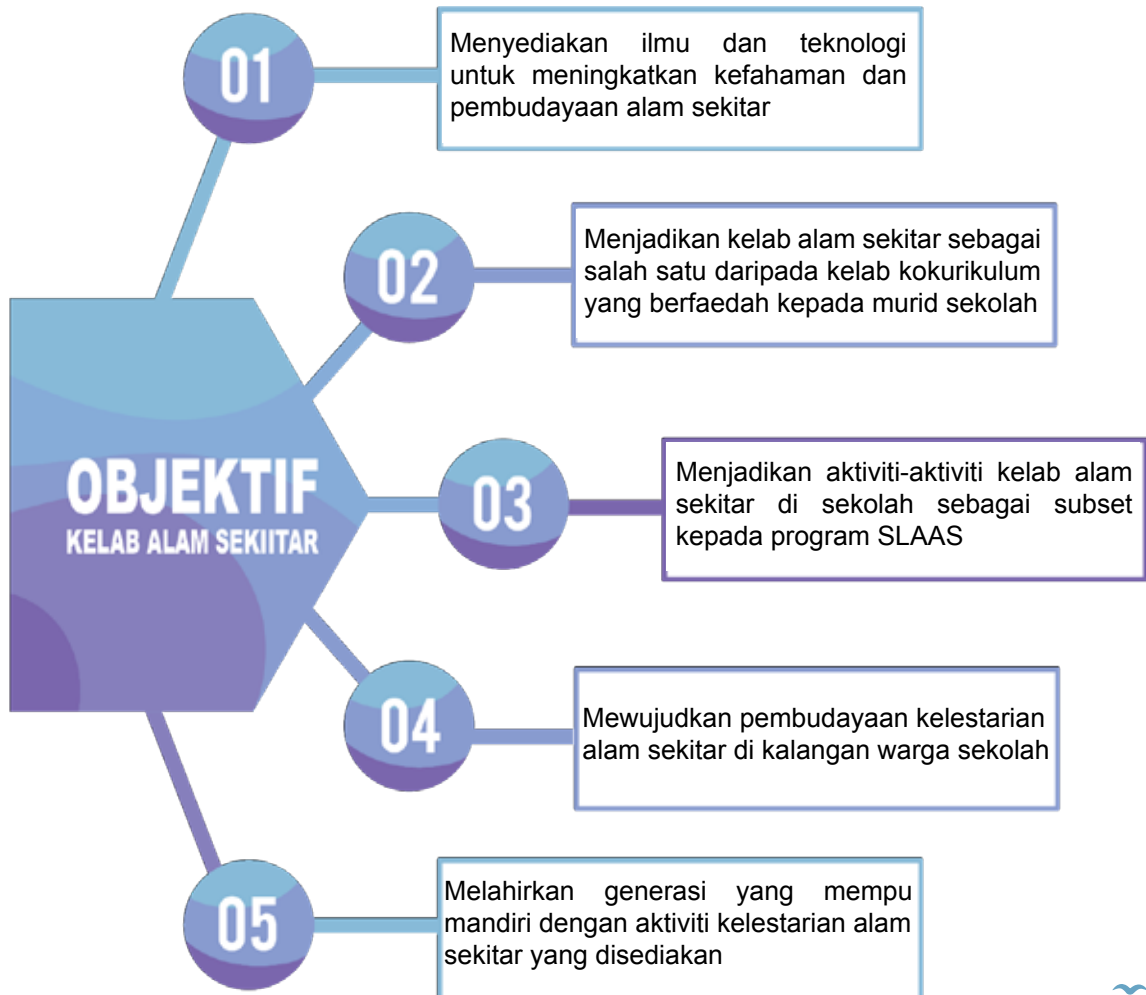 01
Menyediakan ilmu dan teknologi
untuk meningkatkan kefahaman dan
pembudayaan alam sekitar
02
Menjadikan kelab alam sekitar sebagai
salah satu daripada kelab kokurikulum
yang berfaedah kepada murid sekolah
OBJEKTIF
KELAB ALAM SEKIITAR
03
Menjadikan aktiviti-aktiviti kelab alam
sekitar di sekolah sebagai subset
kepada program SLAAS
04
Mewujudkan pembudayaan kelestarian
alam sekitar di kalangan warga sekolah
05
Melahirkan generasi yang mempu
mandiri dengan aktiviti kelestarian alam
sekitar yang disediakan